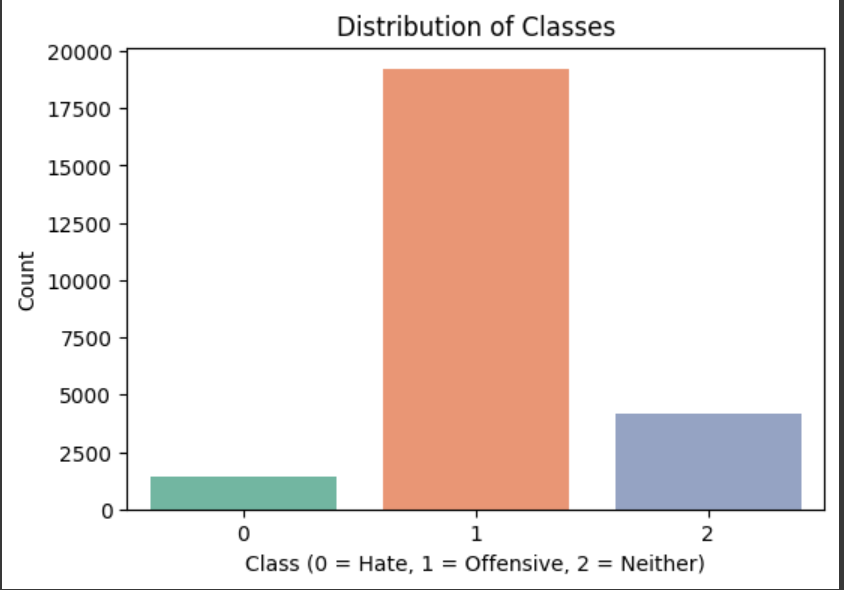 Distribution of Classes
20000
17500
15000
12500
10000
7500
5000
2500
0
Count
0 1 2
Class (0 = Hate, 1 = Offensive, 2 = Neither)